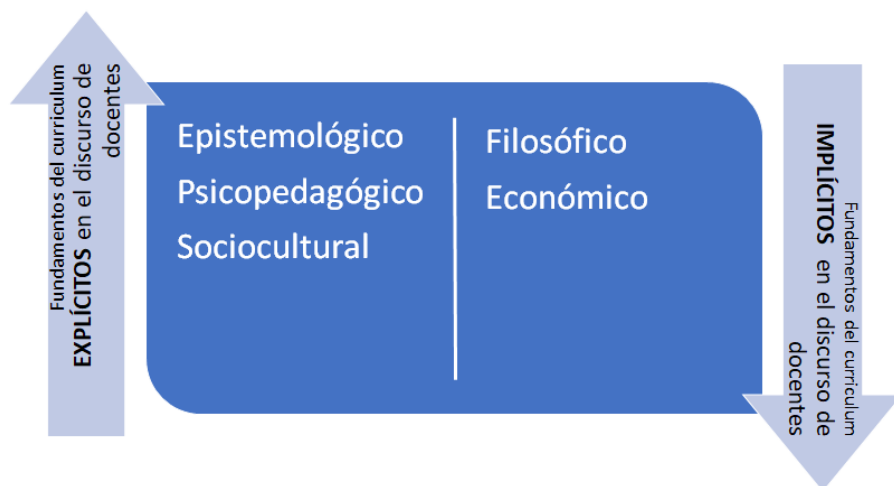 Fundamentos del curriculum
EXPLÍCITOS en el discurso de
docentes
Epistemológico
Psicopedagógico
Sociocultural
Filosófico
Económico
Fundamentos del curriculum
IMPLÍCITOS en el discurso de
docentes